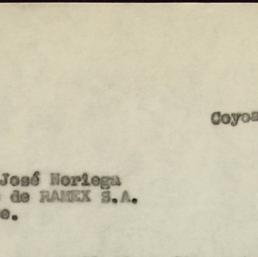 Coyoa
José Noriega
de RAMEX S.A.
e.